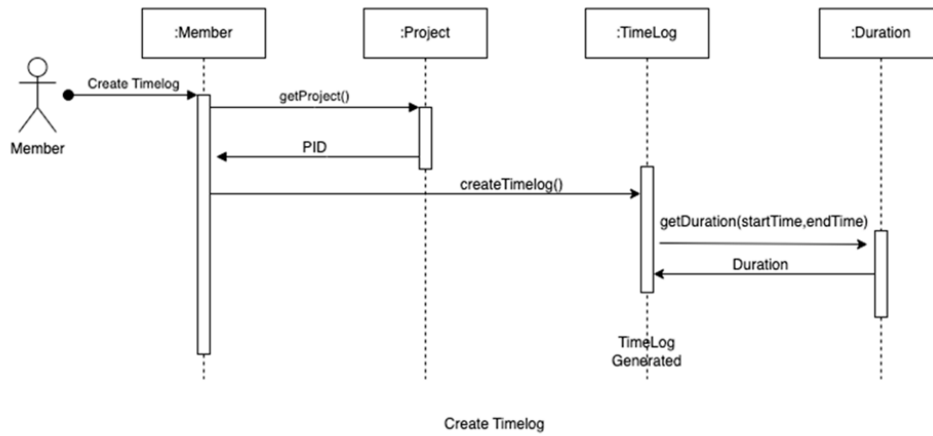 :Member
:Project
:TimeLog
:Duration
Create Timelog
getProject()
Member
PID
createTimelog()
getDuration(startTime,endTime)
Duration
TimeLog
Generated
Create Timelog